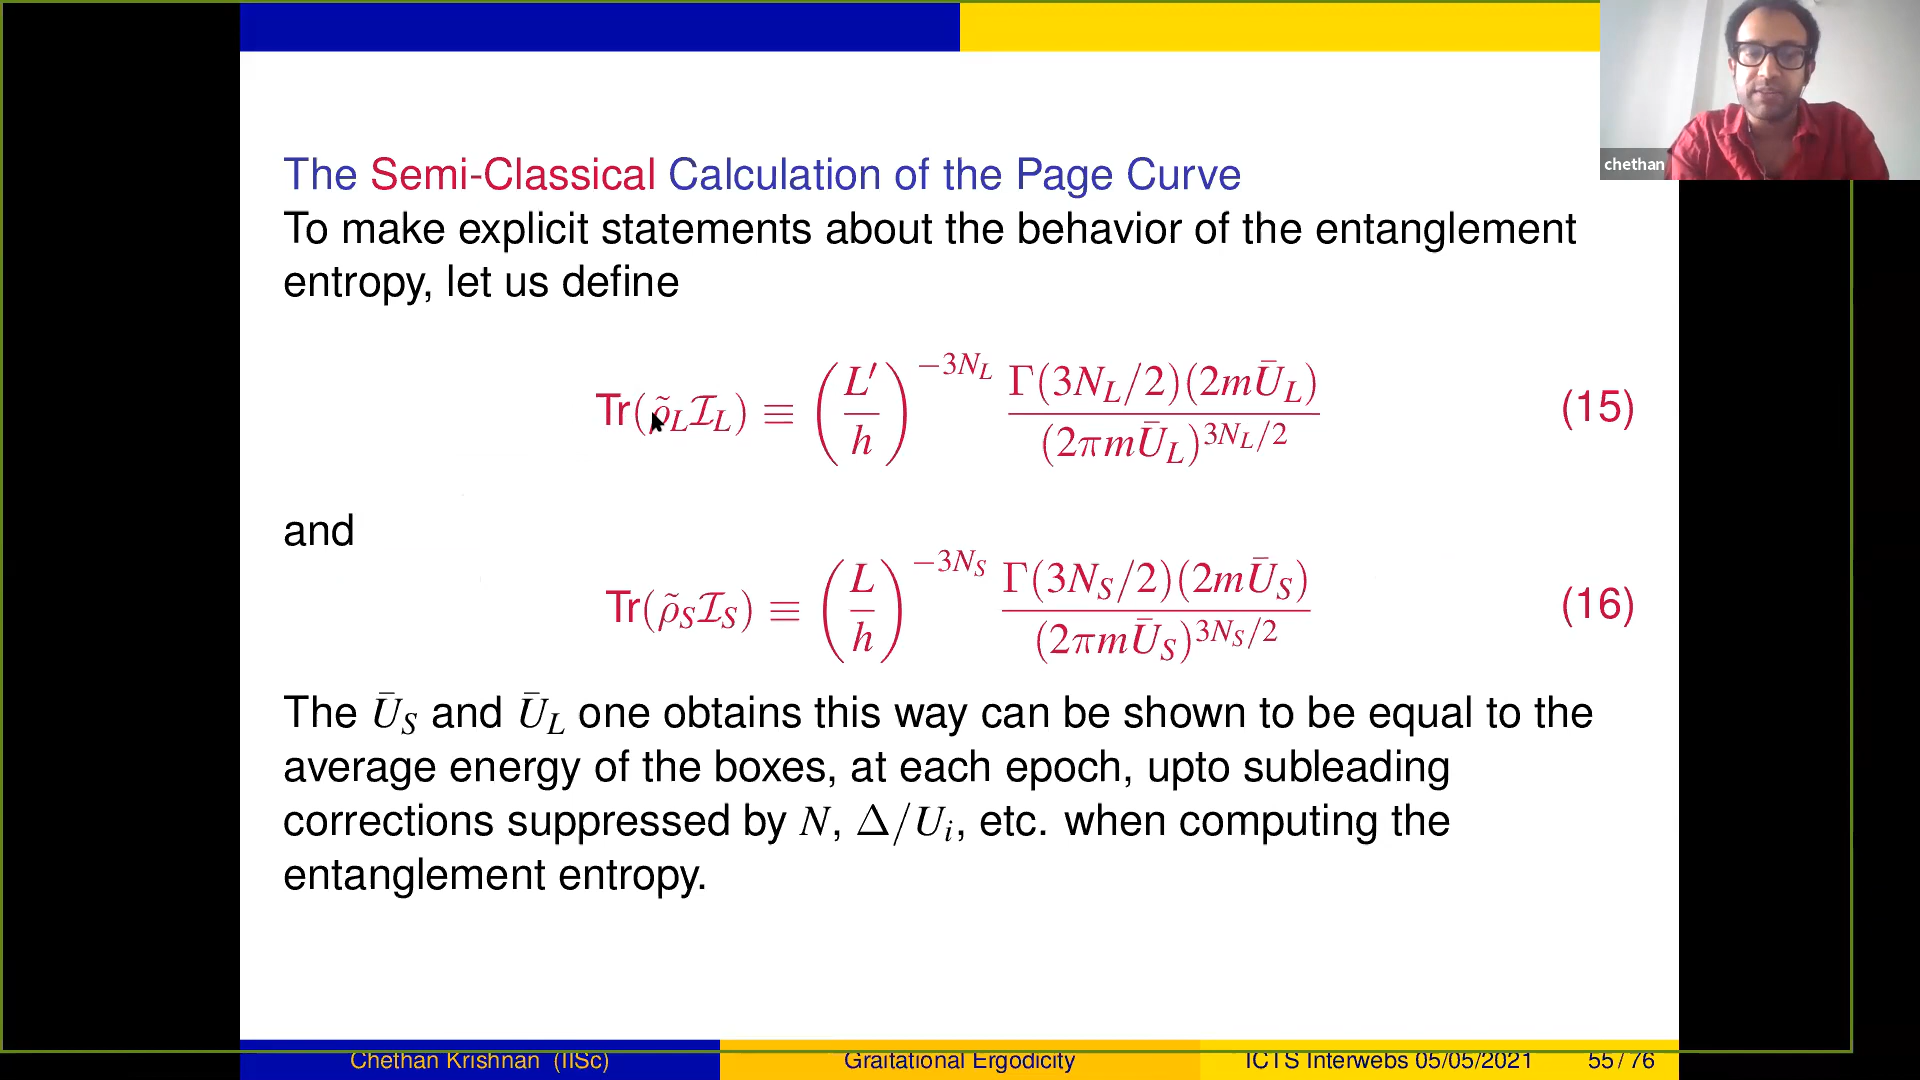 chethan
The Semi-Classical Calculation of the Page Curve
To make explicit statements about the behavior of the entanglement
entropy, let us define
Tr(ρ̃_L 𝓘_L) ≡ (L′/h)^{−3N_L} Γ(3N_L/2)(2mŪ_L) / (2πmŪ_L)^{3N_L/2} (15)
and
Tr(ρ̃_S 𝓘_S) ≡ (L/h)^{−3N_S} Γ(3N_S/2)(2mŪ_S) / (2πmŪ_S)^{3N_S/2} (16)
The Ū_S and Ū_L one obtains this way can be shown to be equal to the
average energy of the boxes, at each epoch, upto subleading
corrections suppressed by N, Δ/U_i, etc. when computing the
entanglement entropy.
Chethan Krishnan (IISc) Graitational Ergodicity ICTS Interwebs 05/05/2021 55 / 76